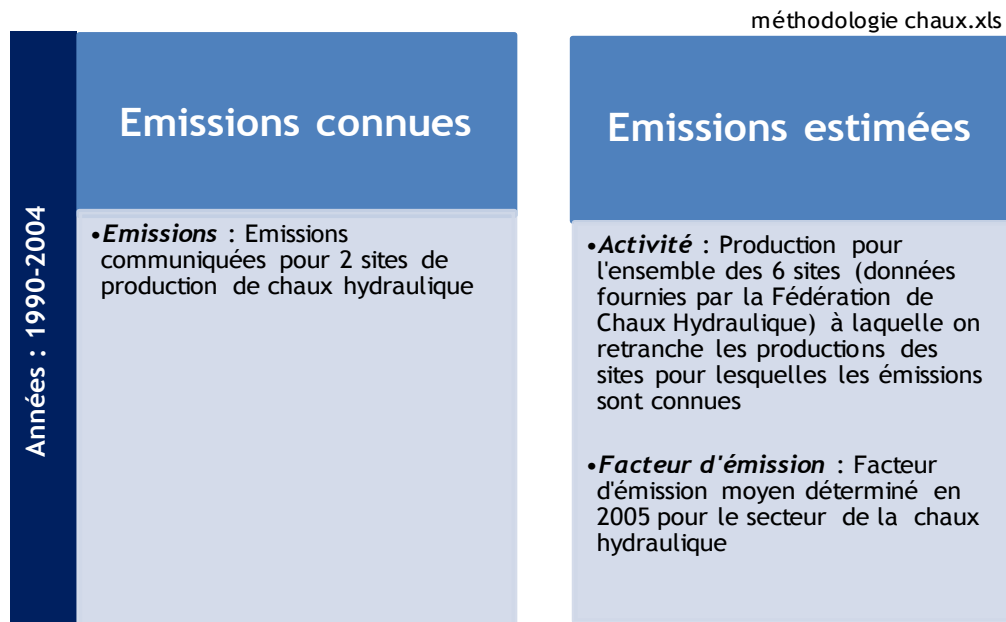 méthodologie chaux.xls
Années : 1990-2004
Emissions connues
•Emissions : Emissions
communiquées pour 2 sites de
production de chaux hydraulique
Emissions estimées
•Activité : Production pour
l'ensemble des 6 sites (données
fournies par la Fédération de
Chaux Hydraulique) à laquelle on
retranche les productions des
sites pour lesquelles les émissions
sont connues
•Facteur d'émission : Facteur
d'émission moyen déterminé en
2005 pour le secteur de la chaux
hydraulique